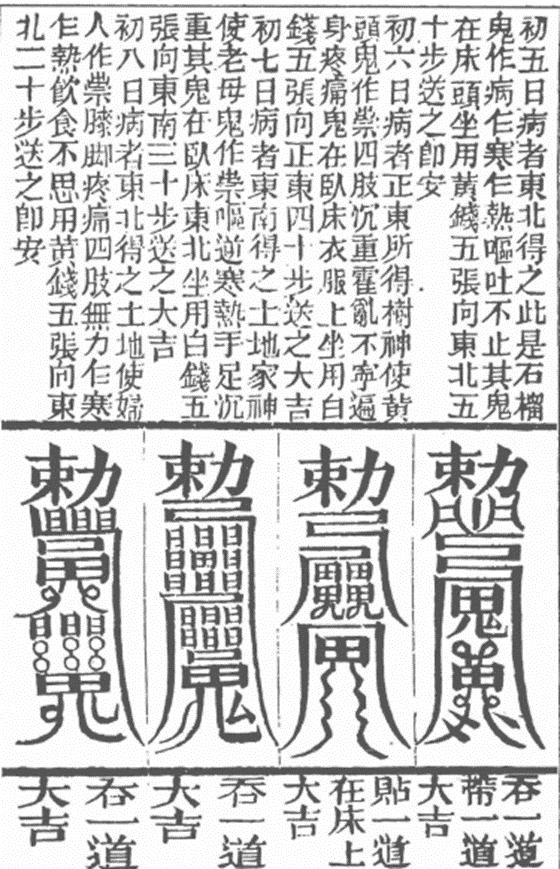 初五日病者東北得之此是石榴
鬼作病乍寒乍熱嘔吐不止其鬼
在床頭坐用黃錢五張向東北五
十步送之即安
初六日病者正東所得樹神使黃
頭鬼作祟四肢沉重霍亂不寧遍
身疼痛鬼在臥床衣服上坐用白
錢五張向正東四十步送之大吉
初七日病者東南得之土地家神
使老母鬼作祟嘔逆寒熱手足沉
重其鬼在臥床東北坐用白錢五
張向東南三十步送之大吉
初八日病者東北得之土地使婦
人作祟膝脚疼痛四肢無力乍寒
乍熱飲食不思用黃錢五張向東
北二十步送之即安
勅
勅
勅
勅
吞一道
帶一道
大吉
貼一道
在床上
大吉
吞一道
大吉
吞一道
大吉